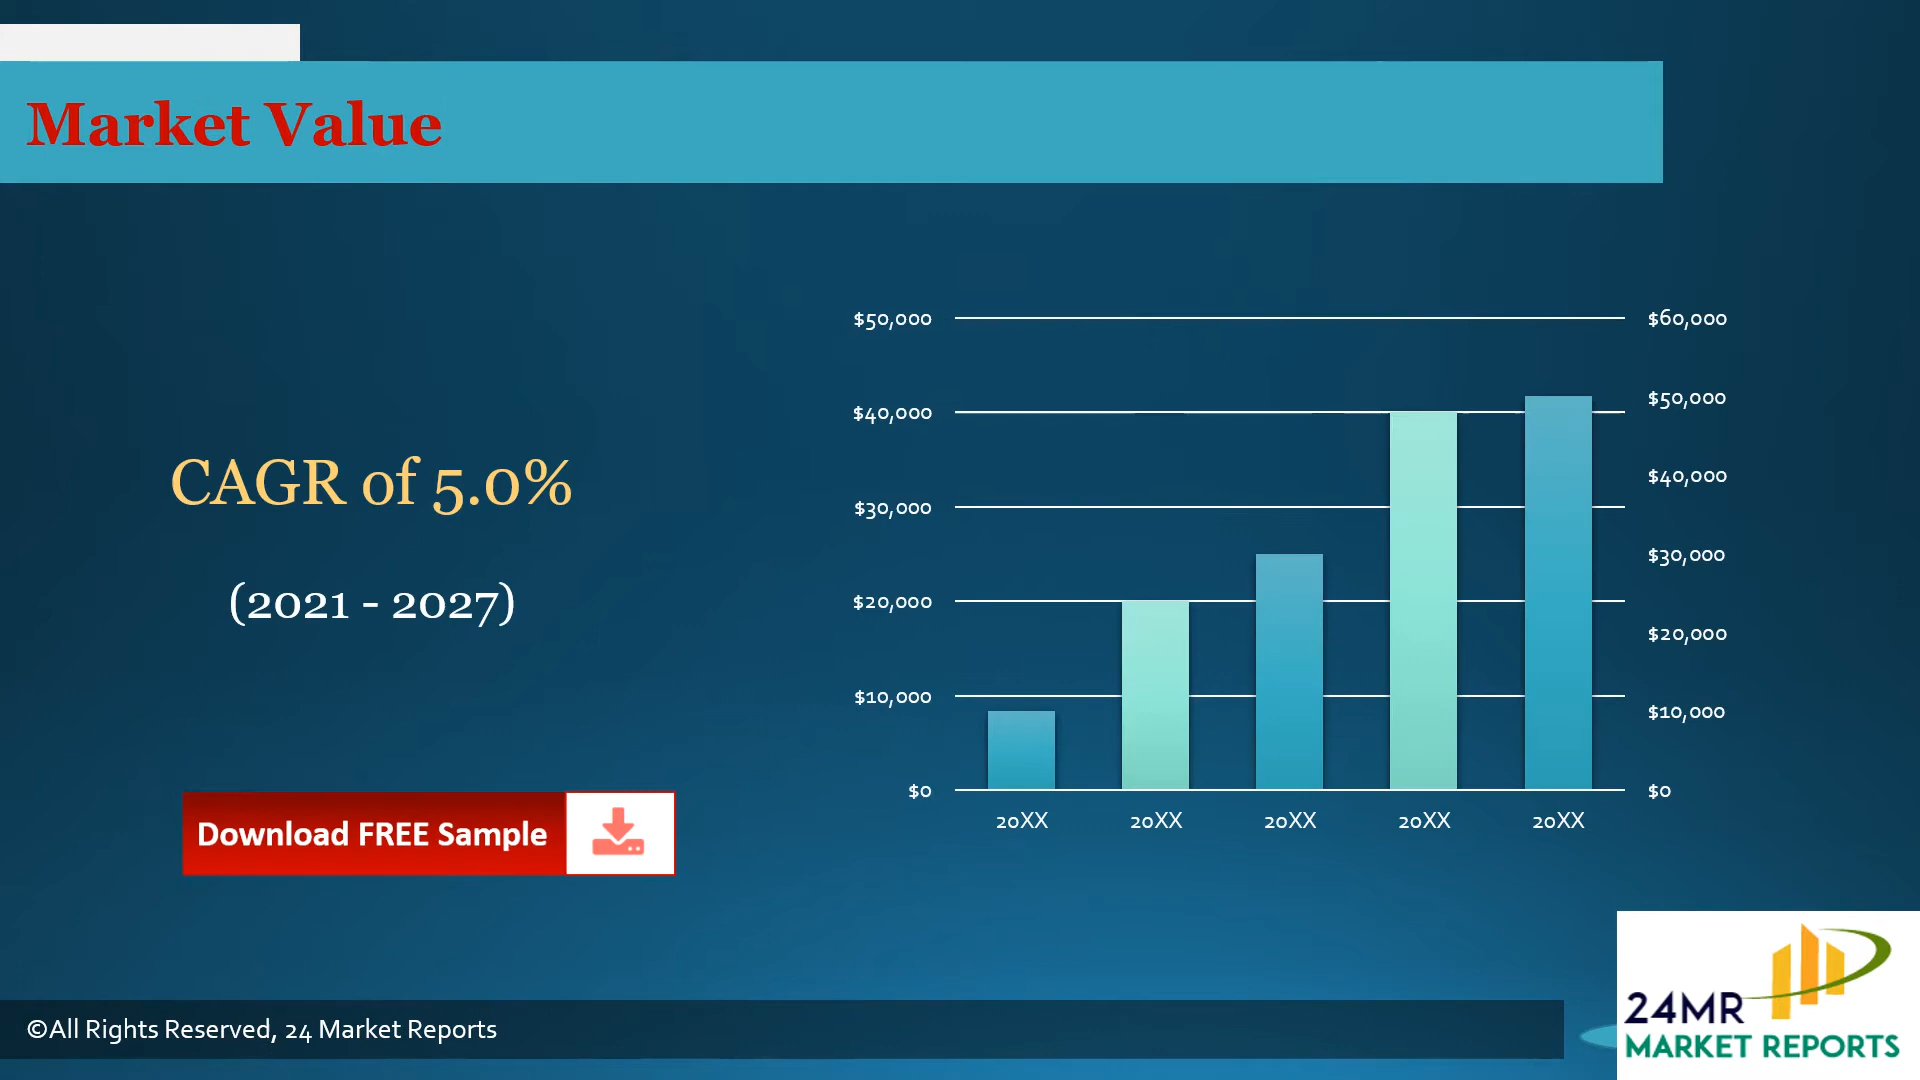 Market Value
CAGR of 5.0%
(2021 - 2027)
Download FREE Sample
$50,000
$40,000
$30,000
$20,000
$10,000
$0
$60,000
$50,000
$40,000
$30,000
$20,000
$10,000
$0
20XX 20XX 20XX 20XX 20XX
©All Rights Reserved, 24 Market Reports
24MR
MARKET REPORTS